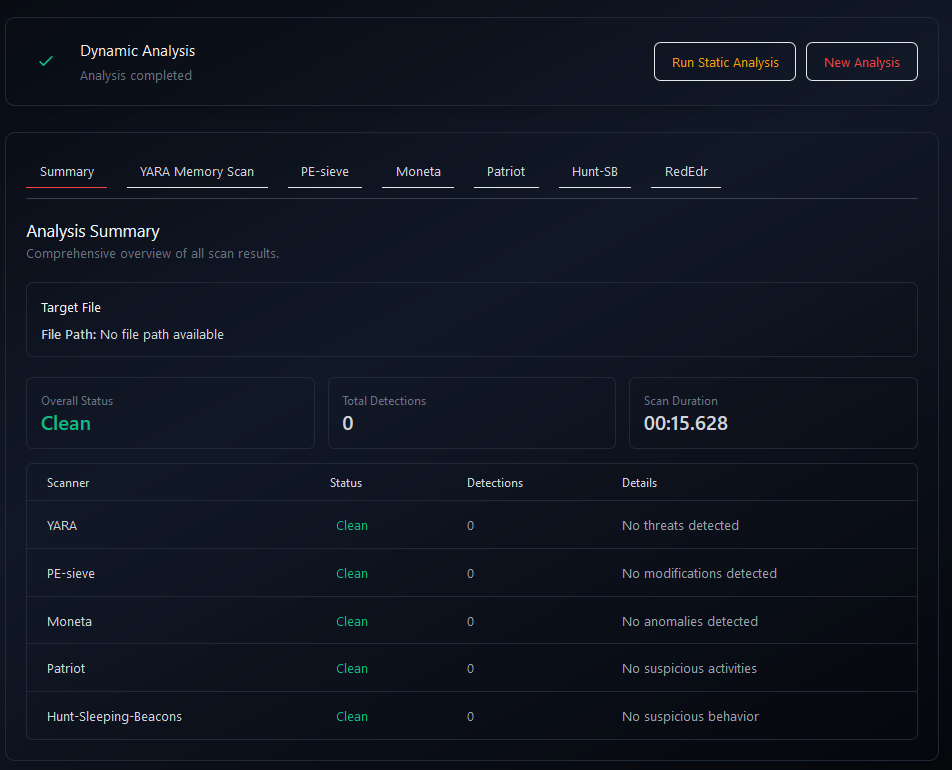 Dynamic Analysis
Analysis completed
Run Static Analysis
New Analysis
Summary YARA Memory Scan PE-sieve Moneta Patriot Hunt-SB RedEdr
Analysis Summary
Comprehensive overview of all scan results.
Target File
File Path: No file path available
Overall Status
Clean
Total Detections
0
Scan Duration
00:15.628
Scanner Status Detections Details
YARA Clean 0 No threats detected
PE-sieve Clean 0 No modifications detected
Moneta Clean 0 No anomalies detected
Patriot Clean 0 No suspicious activities
Hunt-Sleeping-Beacons Clean 0 No suspicious behavior